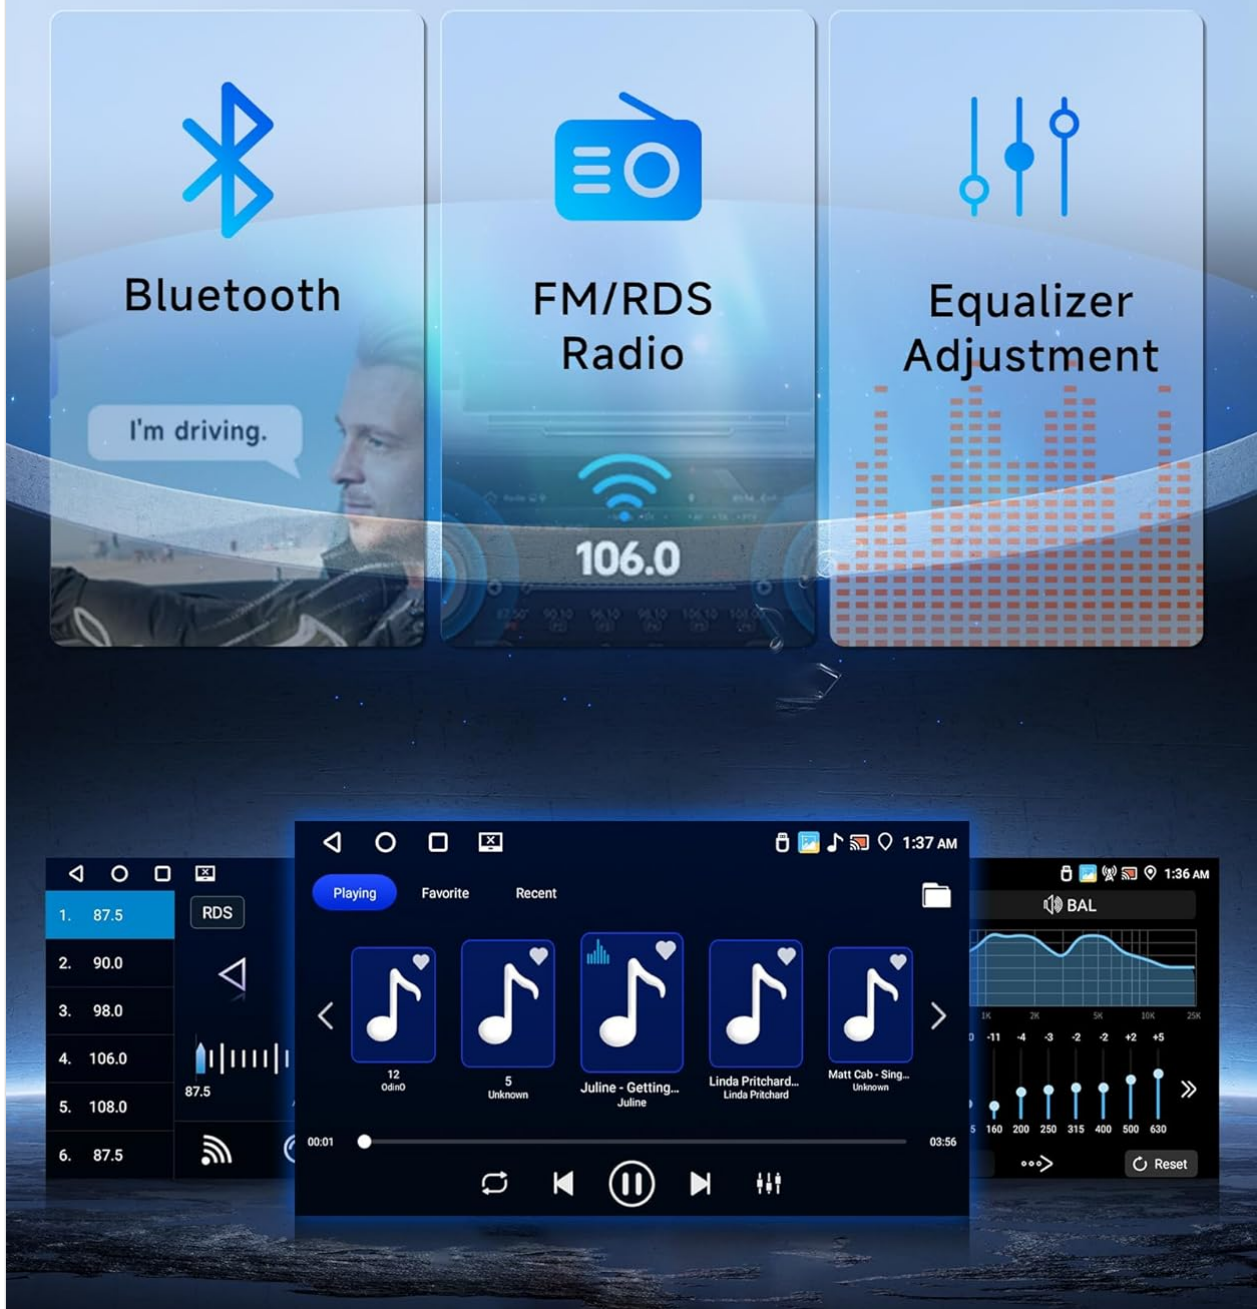 Bluetooth
I'm driving.
FM/RDS
Radio
106.0
Equalizer
Adjustment
1. 87.5
2. 90.0
3. 98.0
4. 106.0
5. 108.0
6. 87.5
RDS
87.5
1:37 AM
Playing Favorite Recent
12
OdinO
5
Unknown
Juline - Getting...
Juline
Linda Pritchard...
Linda Pritchard
Matt Cab - Sing...
Unknown
00:01 03:56
1:36 AM
BAL
1K 2K 5K 10K 25K
-11 -4 -3 -2 -2 +2 +5
160 200 250 315 400 500 630
Reset